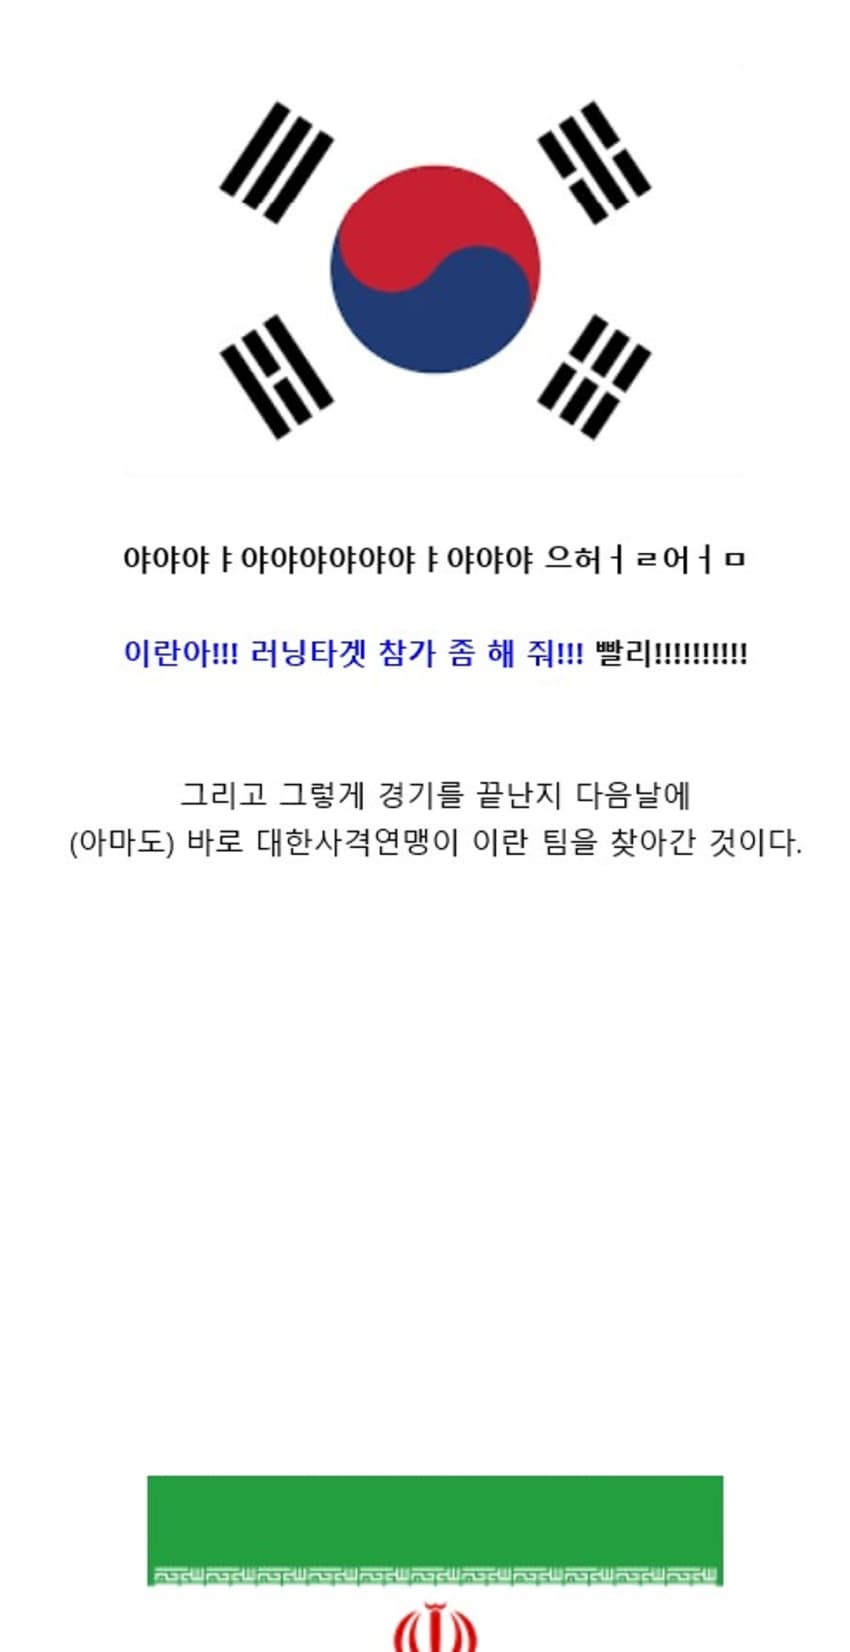 야야야ㅑ야야야야야야ㅑ야야야 으허ㅓㄹ어ㅓㅁ
이란아!!! 러닝타겟 참가 좀 해 줘!!! 빨리!!!!!!!!!!
그리고 그렇게 경기를 끝난지 다음날에
(아마도) 바로 대한사격연맹이 이란 팀을 찾아간 것이다.